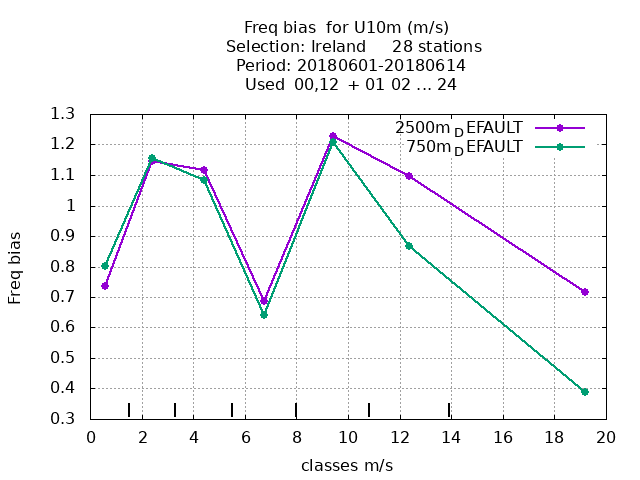 Freq bias  for U10m (m/s)
Selection: Ireland     28 stations
Period: 20180601-20180614
Used  00,12  + 01 02 ... 24
2500m_DEFAULT
750m_DEFAULT
1.3
1.2
1.1
1
0.9
0.8
0.7
0.6
0.5
0.4
0.3
Freq bias
0 2 4 6 8 10 12 14 16 18 20
classes m/s